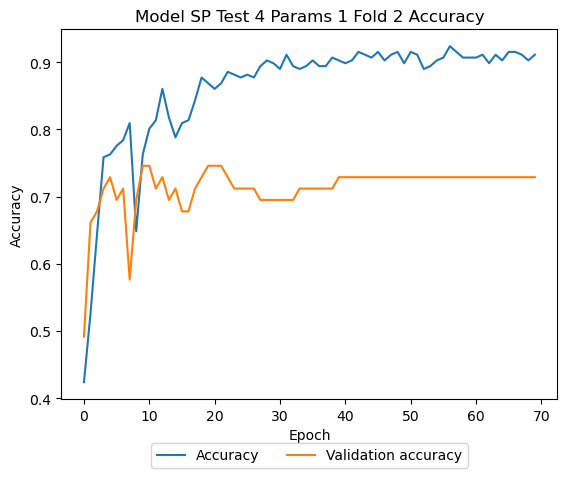 Model SP Test 4 Params 1 Fold 2 Accuracy
Accuracy
0.9
0.8
0.7
0.6
0.5
0.4
0 10 20 30 40 50 60 70
Epoch
Accuracy Validation accuracy